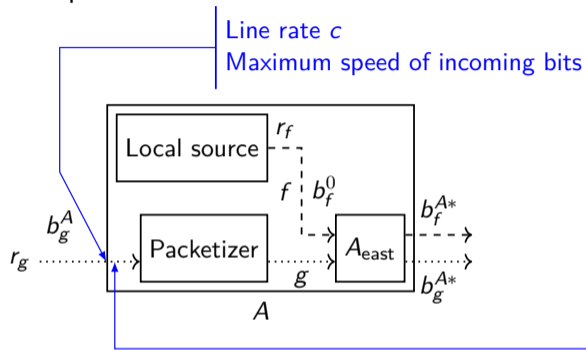 Line rate c
Maximum speed of incoming bits
Local source
r_f
f
b_f^0
b_f^{A*}
b_g^A
r_g
Packetizer
A_east
g
b_g^{A*}
A